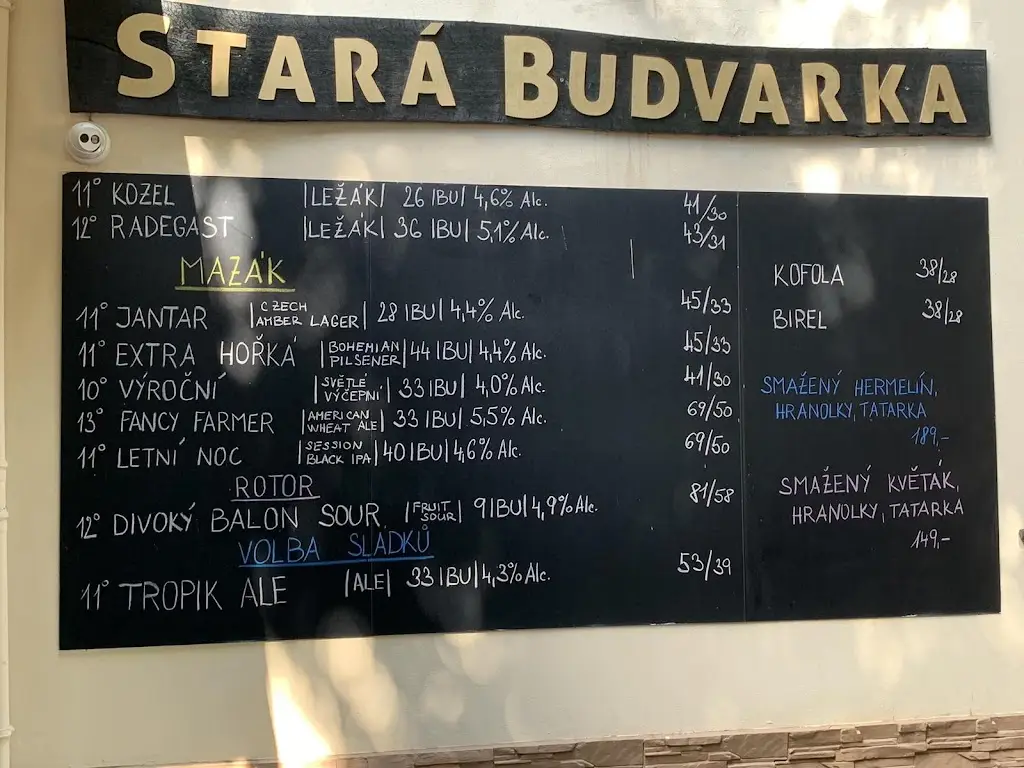 STARÁ BUDVARKA
11° KOZEL |LEŽÁK| 26 IBU| 4,6% Alc. 41/30
12° RADEGAST |LEŽÁK| 36 IBU| 5,1% Alc. 43/31
MAZÁK
11° JANTAR |CZECH AMBER LAGER| 28 IBU| 4,4% Alc. 45/33
11° EXTRA HOŘKÁ |BOHEMIAN PILSENER| 44 IBU| 4,4% Alc. 45/33
10° VÝROČNÍ |SVĚTLÉ VÝČEPNÍ| 33 IBU| 4,0% Alc. 41/30
13° FANCY FARMER |AMERICAN WHEAT ALE| 33 IBU| 5,5% Alc. 69/50
11° LETNÍ NOC |SESSION BLACK IPA| 40 IBU| 4,6% Alc. 69/50
ROTOR
12° DIVOKÝ BALON SOUR |FRUIT SOUR| 9 IBU| 4,9% Alc. 81/58
VOLBA SLÁDKŮ
11° TROPIK ALE |ALE| 33 IBU| 4,3% Alc. 53/39
KOFOLA 38/28
BIREL 38/28
SMAŽENÝ HERMELÍN,
HRANOLKY, TATARKA
189,-
SMAŽENÝ KVĚTÁK,
HRANOLKY, TATARKA
149,-